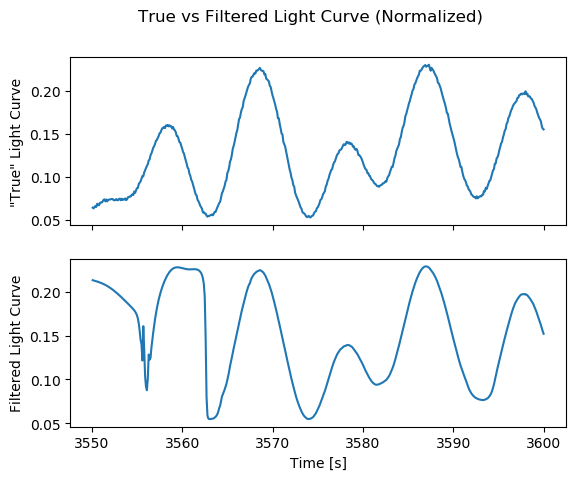 True vs Filtered Light Curve (Normalized)
"True" Light Curve
0.20
0.15
0.10
0.05
Filtered Light Curve
0.20
0.15
0.10
0.05
3550 3560 3570 3580 3590 3600
Time [s]